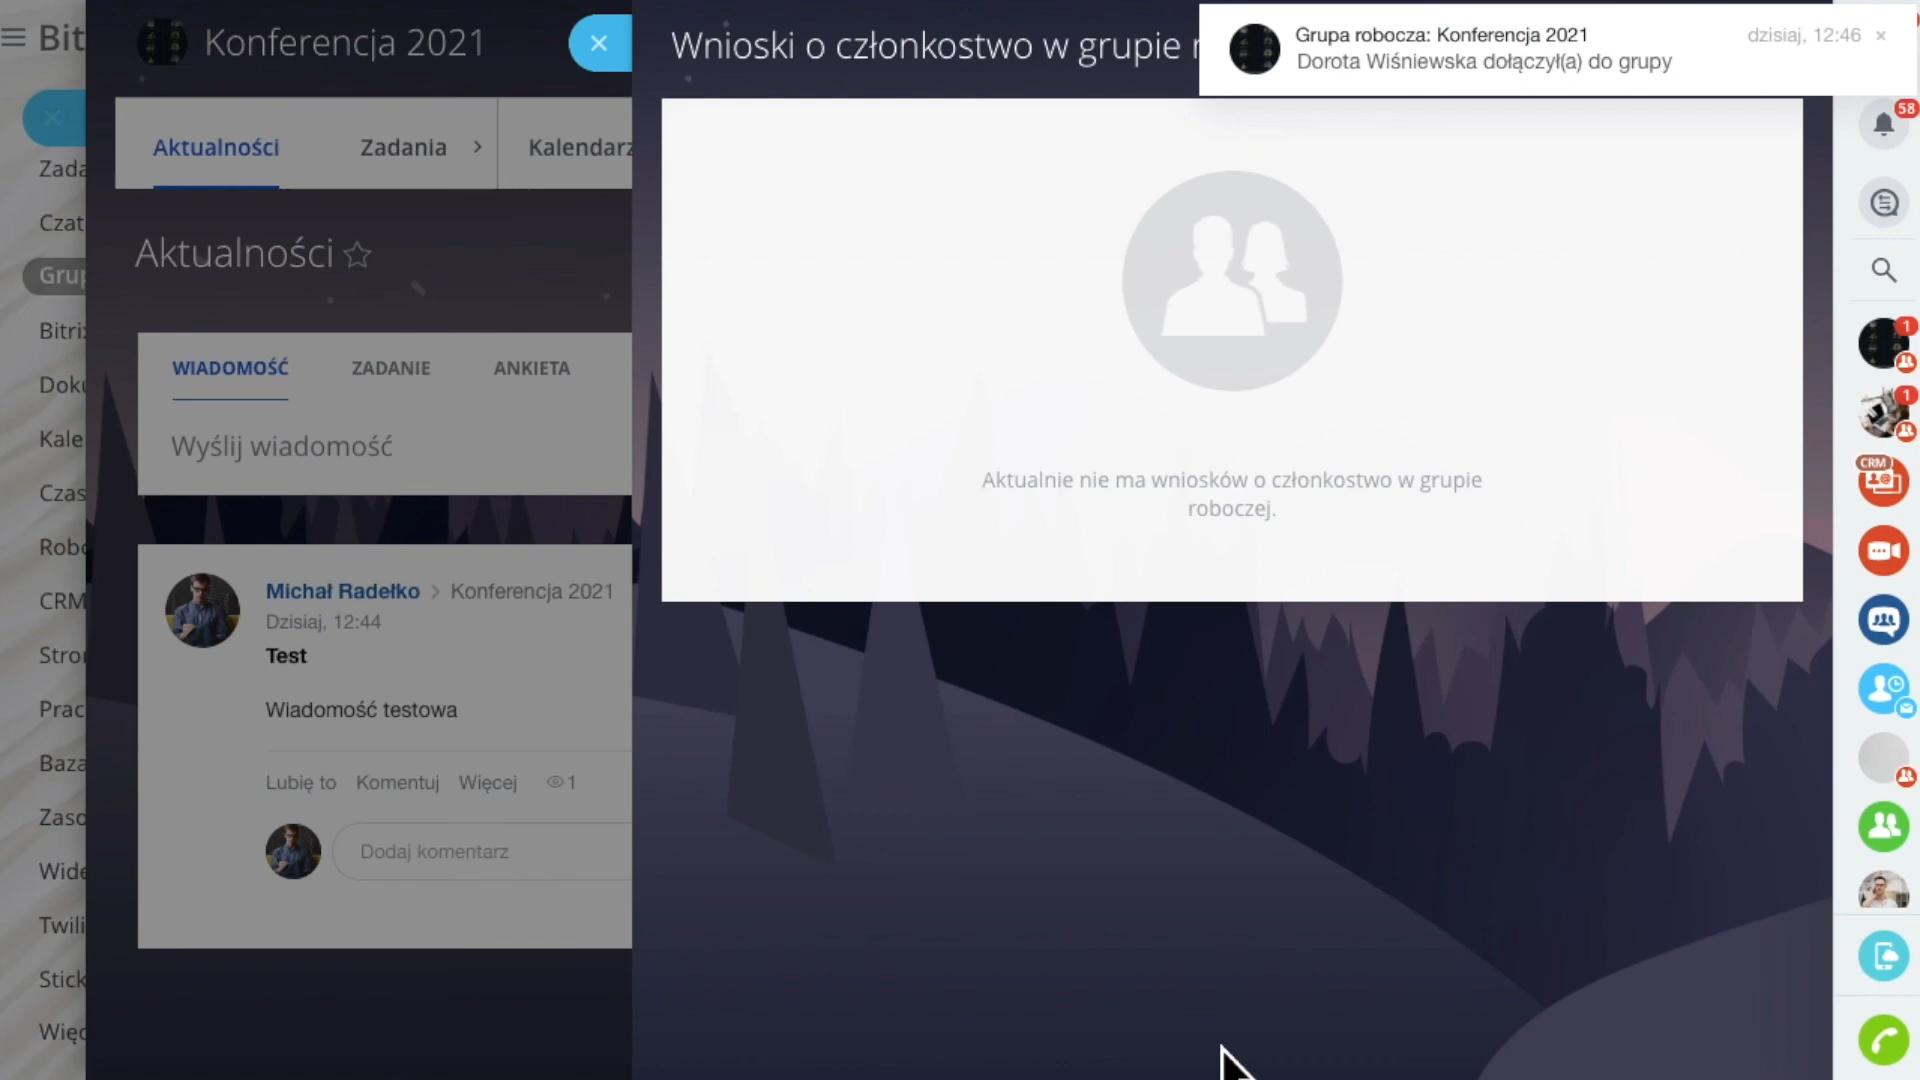 Bit
Zada
Czat
Grup
Bitrix
Doku
Kale
Czas
Robo
CRM
Stron
Prac
Baza
Zaso
Wide
Twili
Stick
Więc
Konferencja 2021
Aktualności
Zadania
Kalendarz
Aktualności
WIADOMOŚĆ
ZADANIE
ANKIETA
Wyślij wiadomość
Michał Radełko > Konferencja 2021
Dzisiaj, 12:44
Test
Wiadomość testowa
Lubię to Komentuj Więcej 1
Dodaj komentarz
Wnioski o członkostwo w grupie r
Aktualnie nie ma wniosków o członkostwo w grupie
roboczej.
Grupa robocza: Konferencja 2021
dzisiaj, 12:46
Dorota Wiśniewska dołączył(a) do grupy
58
1
1
CRM